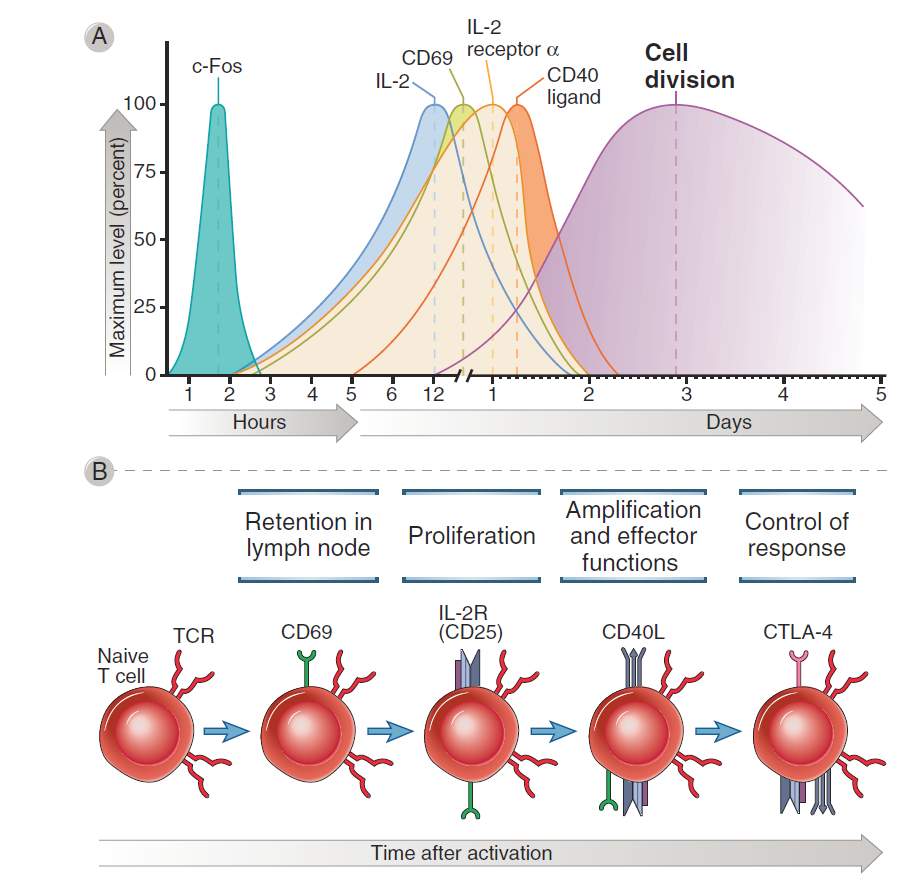 A
c-Fos
IL-2
CD69
IL-2
receptor α
CD40
ligand
Cell
division
Maximum level (percent)
100
75
50
25
0
1 2 3 4 5 6 12 1 2 3 4 5
Hours
Days
B
Retention in
lymph node
Proliferation
Amplification
and effector
functions
Control of
response
Naive
T cell
TCR
CD69
IL-2R
(CD25)
CD40L
CTLA-4
Time after activation